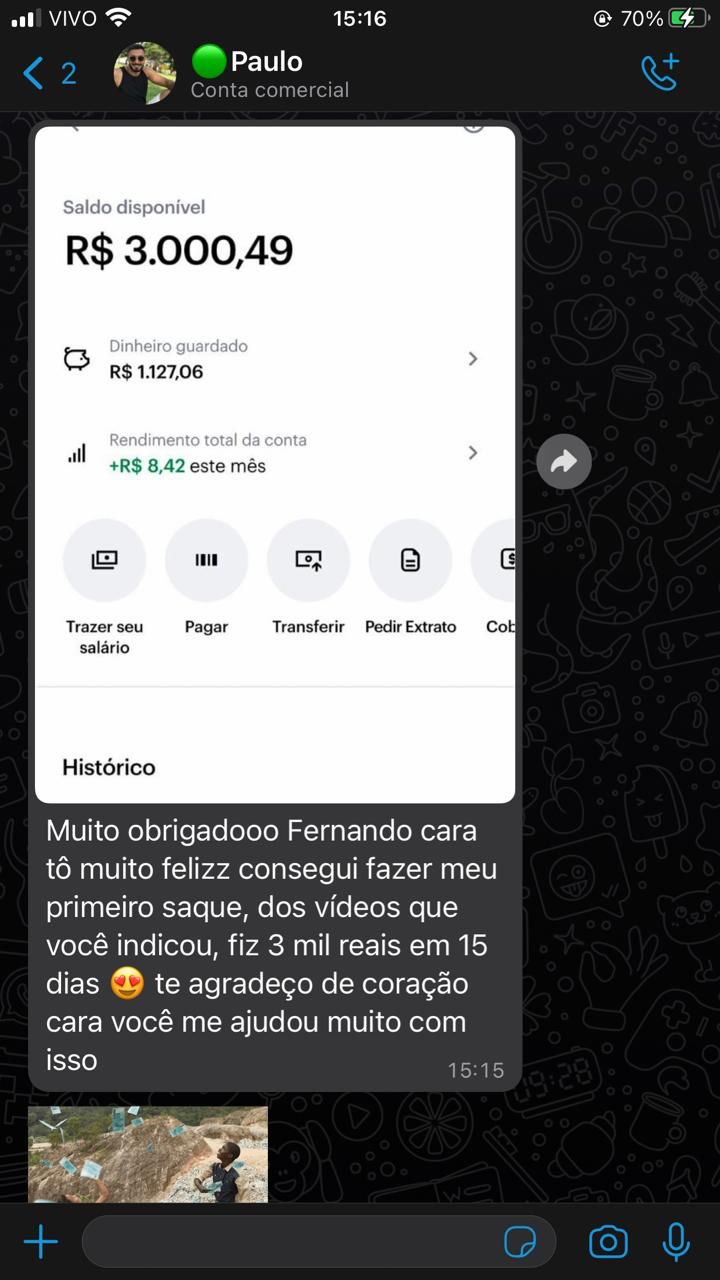 VIVO 15:16 70%
2 Paulo
Conta comercial
Saldo disponível
R$ 3.000,49
Dinheiro guardado
R$ 1.127,06
Rendimento total da conta
+R$ 8,42 este mês
Trazer seu salário
Pagar
Transferir
Pedir Extrato
Cob
Histórico
Muito obrigadooo Fernando cara
tô muito felizz consegui fazer meu
primeiro saque, dos vídeos que
você indicou, fiz 3 mil reais em 15
dias 😍 te agradeço de coração
cara você me ajudou muito com
isso
15:15